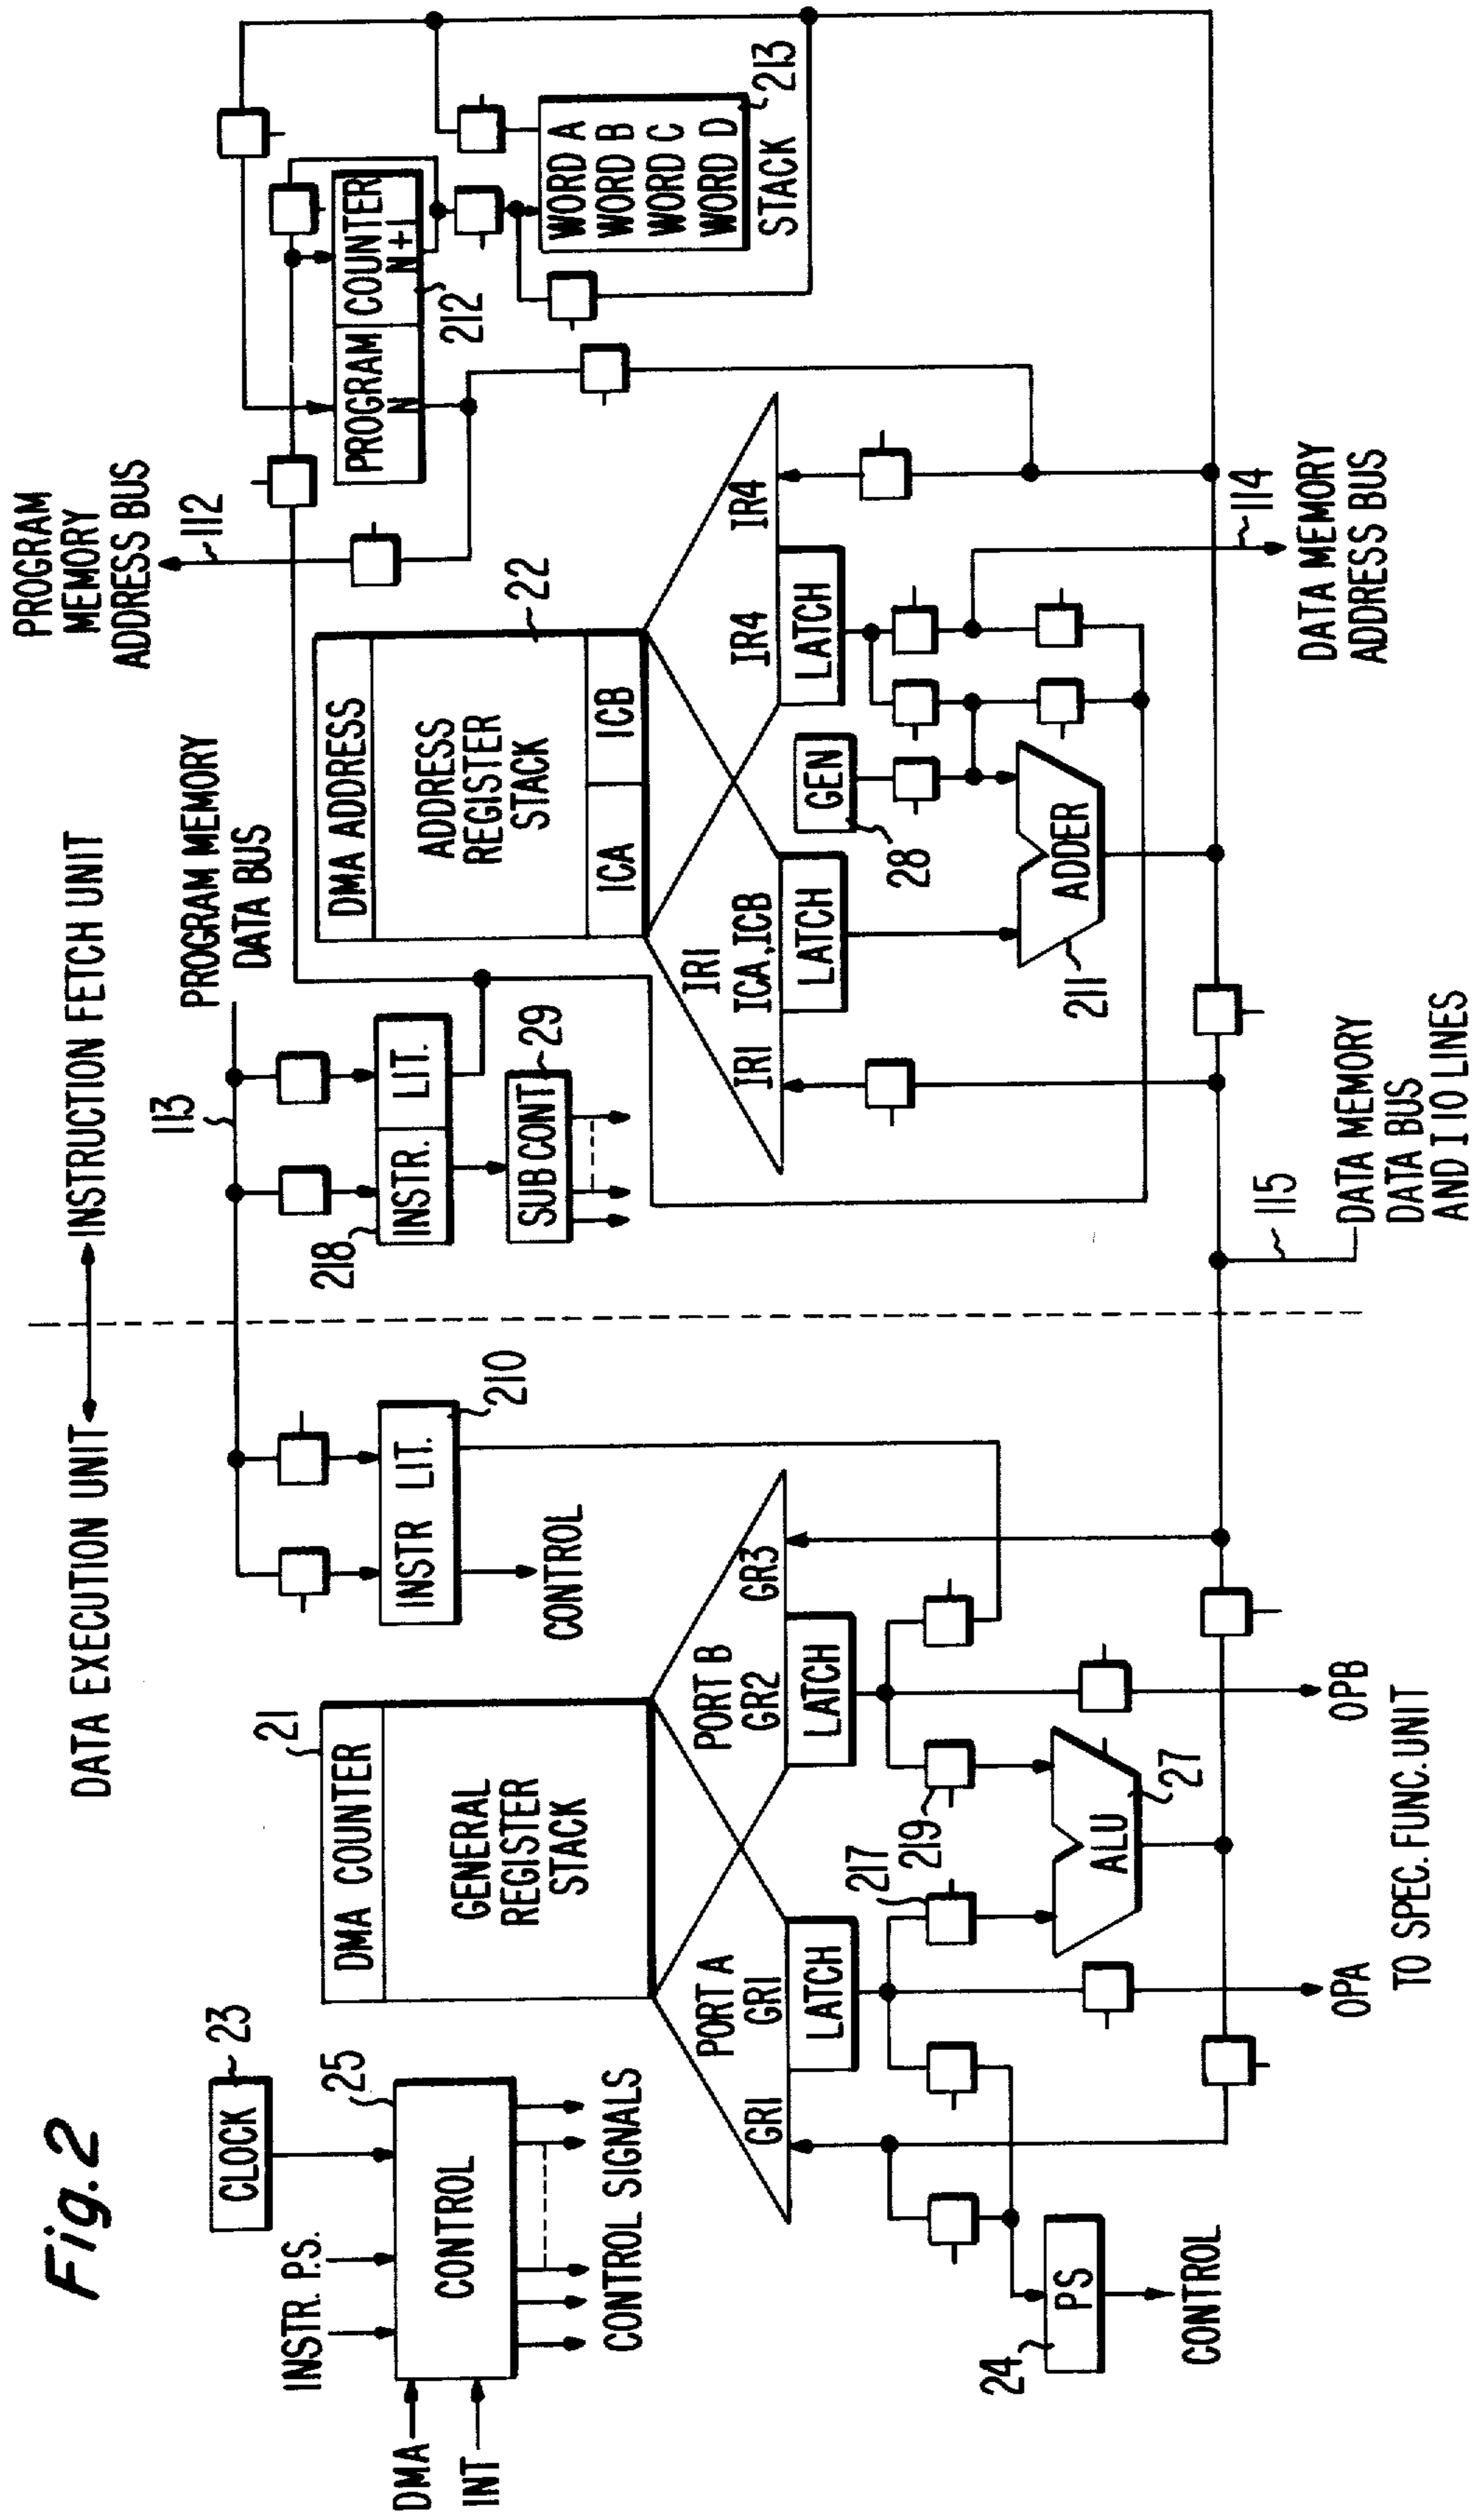 Fig. 2
DATA EXECUTION UNIT
INSTRUCTION FETCH UNIT
DMA
INT
INSTR. P.S.
CLOCK
23
25
CONTROL
CONTROL SIGNALS
24
PS
CONTROL
21
DMA COUNTER
GENERAL
REGISTER
STACK
GR1
PORT A
GR1
LATCH
PORT B
GR2
LATCH
GR3
217
219
ALU
27
OPA
OPB
TO SPEC. FUNC. UNIT
INSTR LIT.
210
CONTROL
113
PROGRAM MEMORY
DATA BUS
218
INSTR.
LIT.
SUB CONT
29
DMA ADDRESS
ADDRESS
REGISTER
STACK
ICA
ICB
22
IR1
IR1
ICA, ICB
LATCH
IR4
LATCH
IR4
GEN
28
ADDER
211
115
DATA MEMORY
DATA BUS
AND I10 LINES
114
DATA MEMORY
ADDRESS BUS
PROGRAM
MEMORY
ADDRESS BUS
112
PROGRAM
COUNTER
N
N+1
212
WORD A
WORD B
WORD C
WORD D
STACK
213